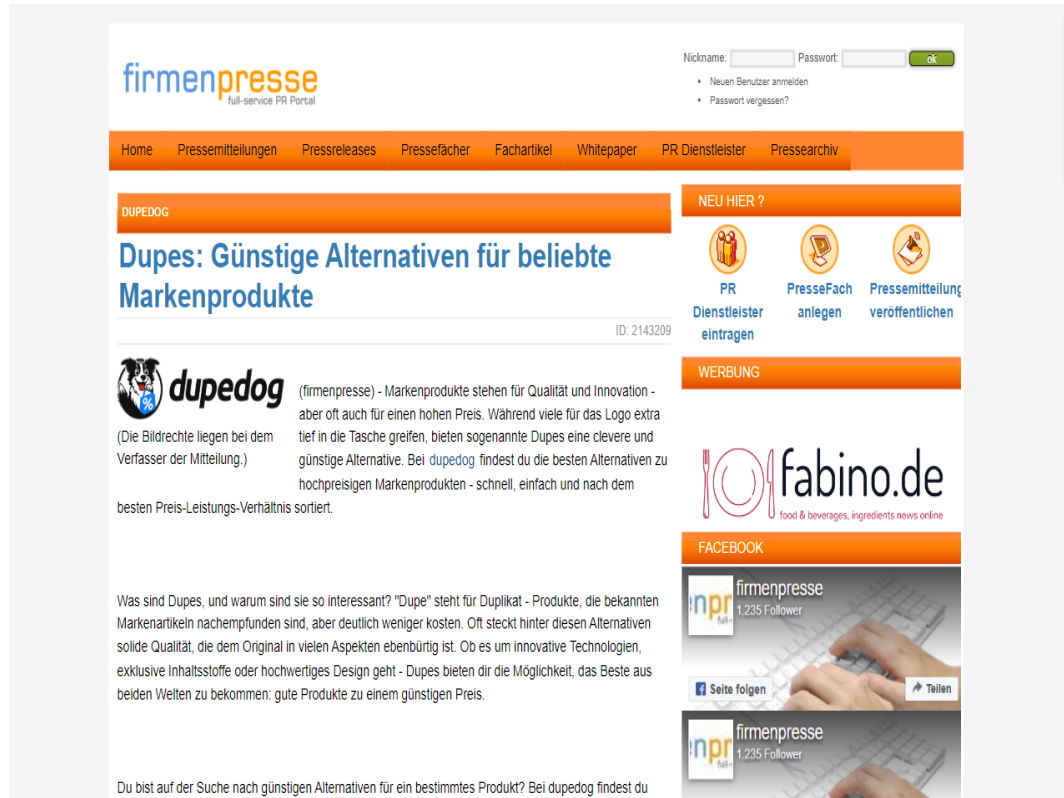 firmenpresse
full-service PR Portal
Nickname: Passwort: ok
Neuen Benutzer anmelden
Passwort vergessen?
Home Pressemitteilungen Pressreleases Pressefächer Fachartikel Whitepaper PR Dienstleister Pressearchiv
DUPEDOG
Dupes: Günstige Alternativen für beliebte
Markenprodukte
ID: 2143209
dupedog
%
(Die Bildrechte liegen bei dem
Verfasser der Mitteilung.)
(firmenpresse) - Markenprodukte stehen für Qualität und Innovation -
aber oft auch für einen hohen Preis. Während viele für das Logo extra
tief in die Tasche greifen, bieten sogenannte Dupes eine clevere und
günstige Alternative. Bei dupedog findest du die besten Alternativen zu
hochpreisigen Markenprodukten - schnell, einfach und nach dem
besten Preis-Leistungs-Verhältnis sortiert.
Was sind Dupes, und warum sind sie so interessant? "Dupe" steht für Duplikat - Produkte, die bekannten
Markenartikeln nachempfunden sind, aber deutlich weniger kosten. Oft steckt hinter diesen Alternativen
solide Qualität, die dem Original in vielen Aspekten ebenbürtig ist. Ob es um innovative Technologien,
exklusive Inhaltsstoffe oder hochwertiges Design geht - Dupes bieten dir die Möglichkeit, das Beste aus
beiden Welten zu bekommen: gute Produkte zu einem günstigen Preis.
Du bist auf der Suche nach günstigen Alternativen für ein bestimmtes Produkt? Bei dupedog findest du
NEU HIER ?
PR
Dienstleister
eintragen
PresseFach
anlegen
Pressemitteilung
veröffentlichen
WERBUNG
fabino.de
food & beverages, ingredients news online
FACEBOOK
enpr
full-
firmenpresse
1.235 Follower
Seite folgen
Teilen
enpr
full-
firmenpresse
1.235 Follower